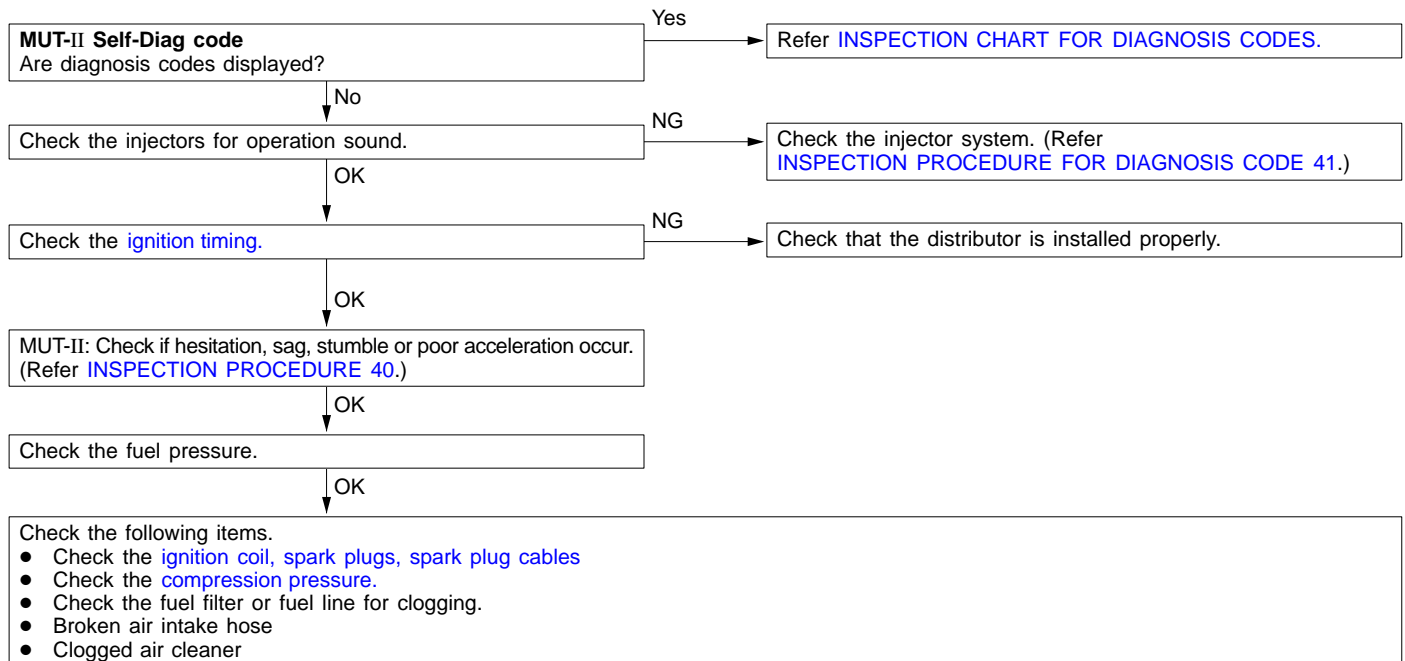 MUT-II Self-Diag code
Are diagnosis codes displayed?
Yes
Refer INSPECTION CHART FOR DIAGNOSIS CODES.
No
Check the injectors for operation sound.
NG
Check the injector system. (Refer
INSPECTION PROCEDURE FOR DIAGNOSIS CODE 41.)
OK
Check the ignition timing.
NG
Check that the distributor is installed properly.
OK
MUT-II: Check if hesitation, sag, stumble or poor acceleration occur.
(Refer INSPECTION PROCEDURE 40.)
OK
Check the fuel pressure.
OK
Check the following items.
● Check the ignition coil, spark plugs, spark plug cables
● Check the compression pressure.
● Check the fuel filter or fuel line for clogging.
● Broken air intake hose
● Clogged air cleaner